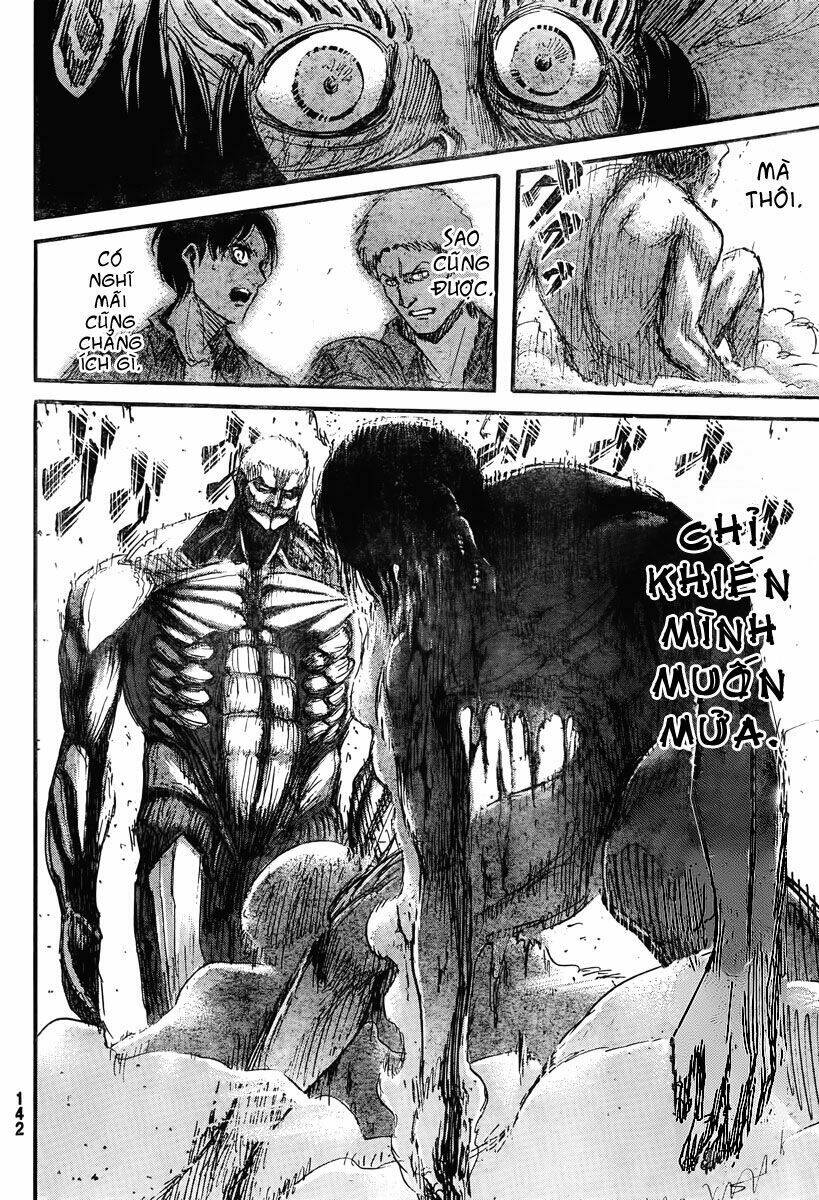 MÀ
THÔI.
SAO
CŨNG
ĐƯỢC.
CÓ
NGHĨ
MÃI
CŨNG
CHẲNG
ÍCH GÌ.
CHỈ
KHIẾN
MÌNH
MUỐN
MỬA.
142